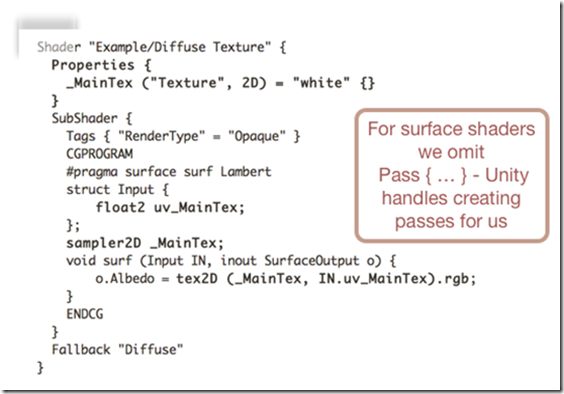 Shader "Example/Diffuse Texture" {
Properties {
_MainTex ("Texture", 2D) = "white" {}
}
SubShader {
Tags { "RenderType" = "Opaque" }
CGPROGRAM
#pragma surface surf Lambert
struct Input {
float2 uv_MainTex;
};
sampler2D _MainTex;
void surf (Input IN, inout SurfaceOutput o) {
o.Albedo = tex2D (_MainTex, IN.uv_MainTex).rgb;
}
ENDCG
}
Fallback "Diffuse"
}
For surface shaders
we omit
Pass { ... } - Unity
handles creating
passes for us